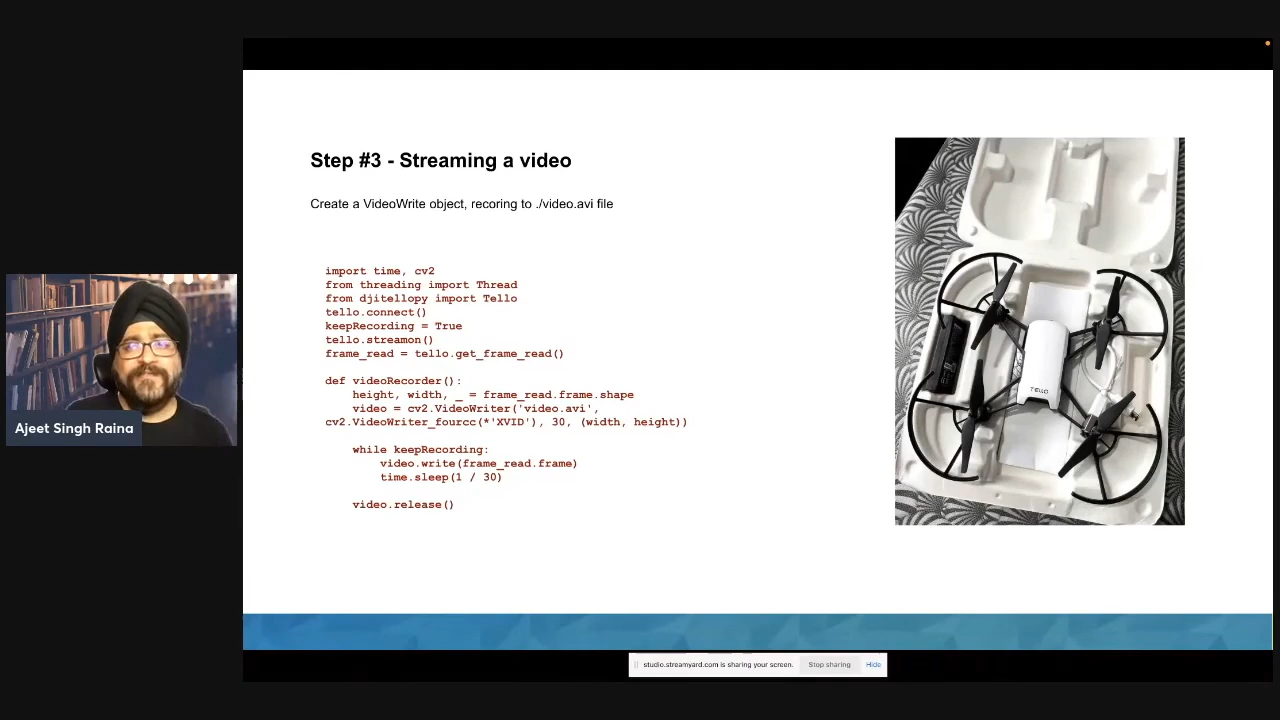 Step #3 - Streaming a video
Create a VideoWrite object, recoring to ./video.avi file
import time, cv2
from threading import Thread
from djitellopy import Tello
tello.connect()
keepRecording = True
tello.streamon()
frame_read = tello.get_frame_read()
def videoRecorder():
height, width, _ = frame_read.frame.shape
video = cv2.VideoWriter('video.avi',
cv2.VideoWriter_fourcc(*'XVID'), 30, (width, height))
while keepRecording:
video.write(frame_read.frame)
time.sleep(1 / 30)
video.release()
TELLO
Ajeet Singh Raina
studio.streamyard.com is sharing your screen.
Stop sharing
Hide